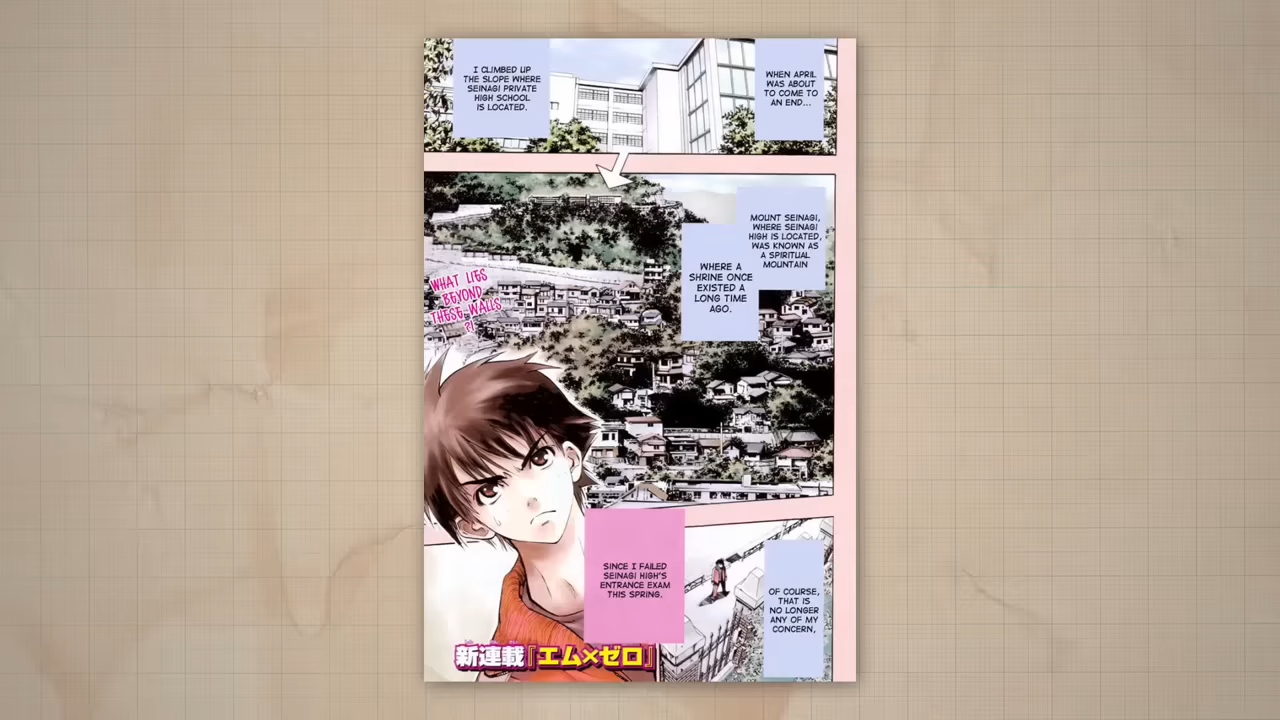 WHEN APRIL
WAS ABOUT
TO COME TO
AN END...
I CLIMBED UP
THE SLOPE WHERE
SEINAGI PRIVATE
HIGH SCHOOL
IS LOCATED.
MOUNT SEINAGI,
WHERE SEINAGI
HIGH IS LOCATED,
WAS KNOWN AS
A SPIRITUAL
MOUNTAIN
WHERE A
SHRINE ONCE
EXISTED A
LONG TIME
AGO.
WHAT LIES
BEYOND
THESE WALLS
?!
OF COURSE,
THAT IS
NO LONGER
ANY OF MY
CONCERN,
SINCE I FAILED
SEINAGI HIGH'S
ENTRANCE EXAM
THIS SPRING.
新連載『エム×ゼロ』